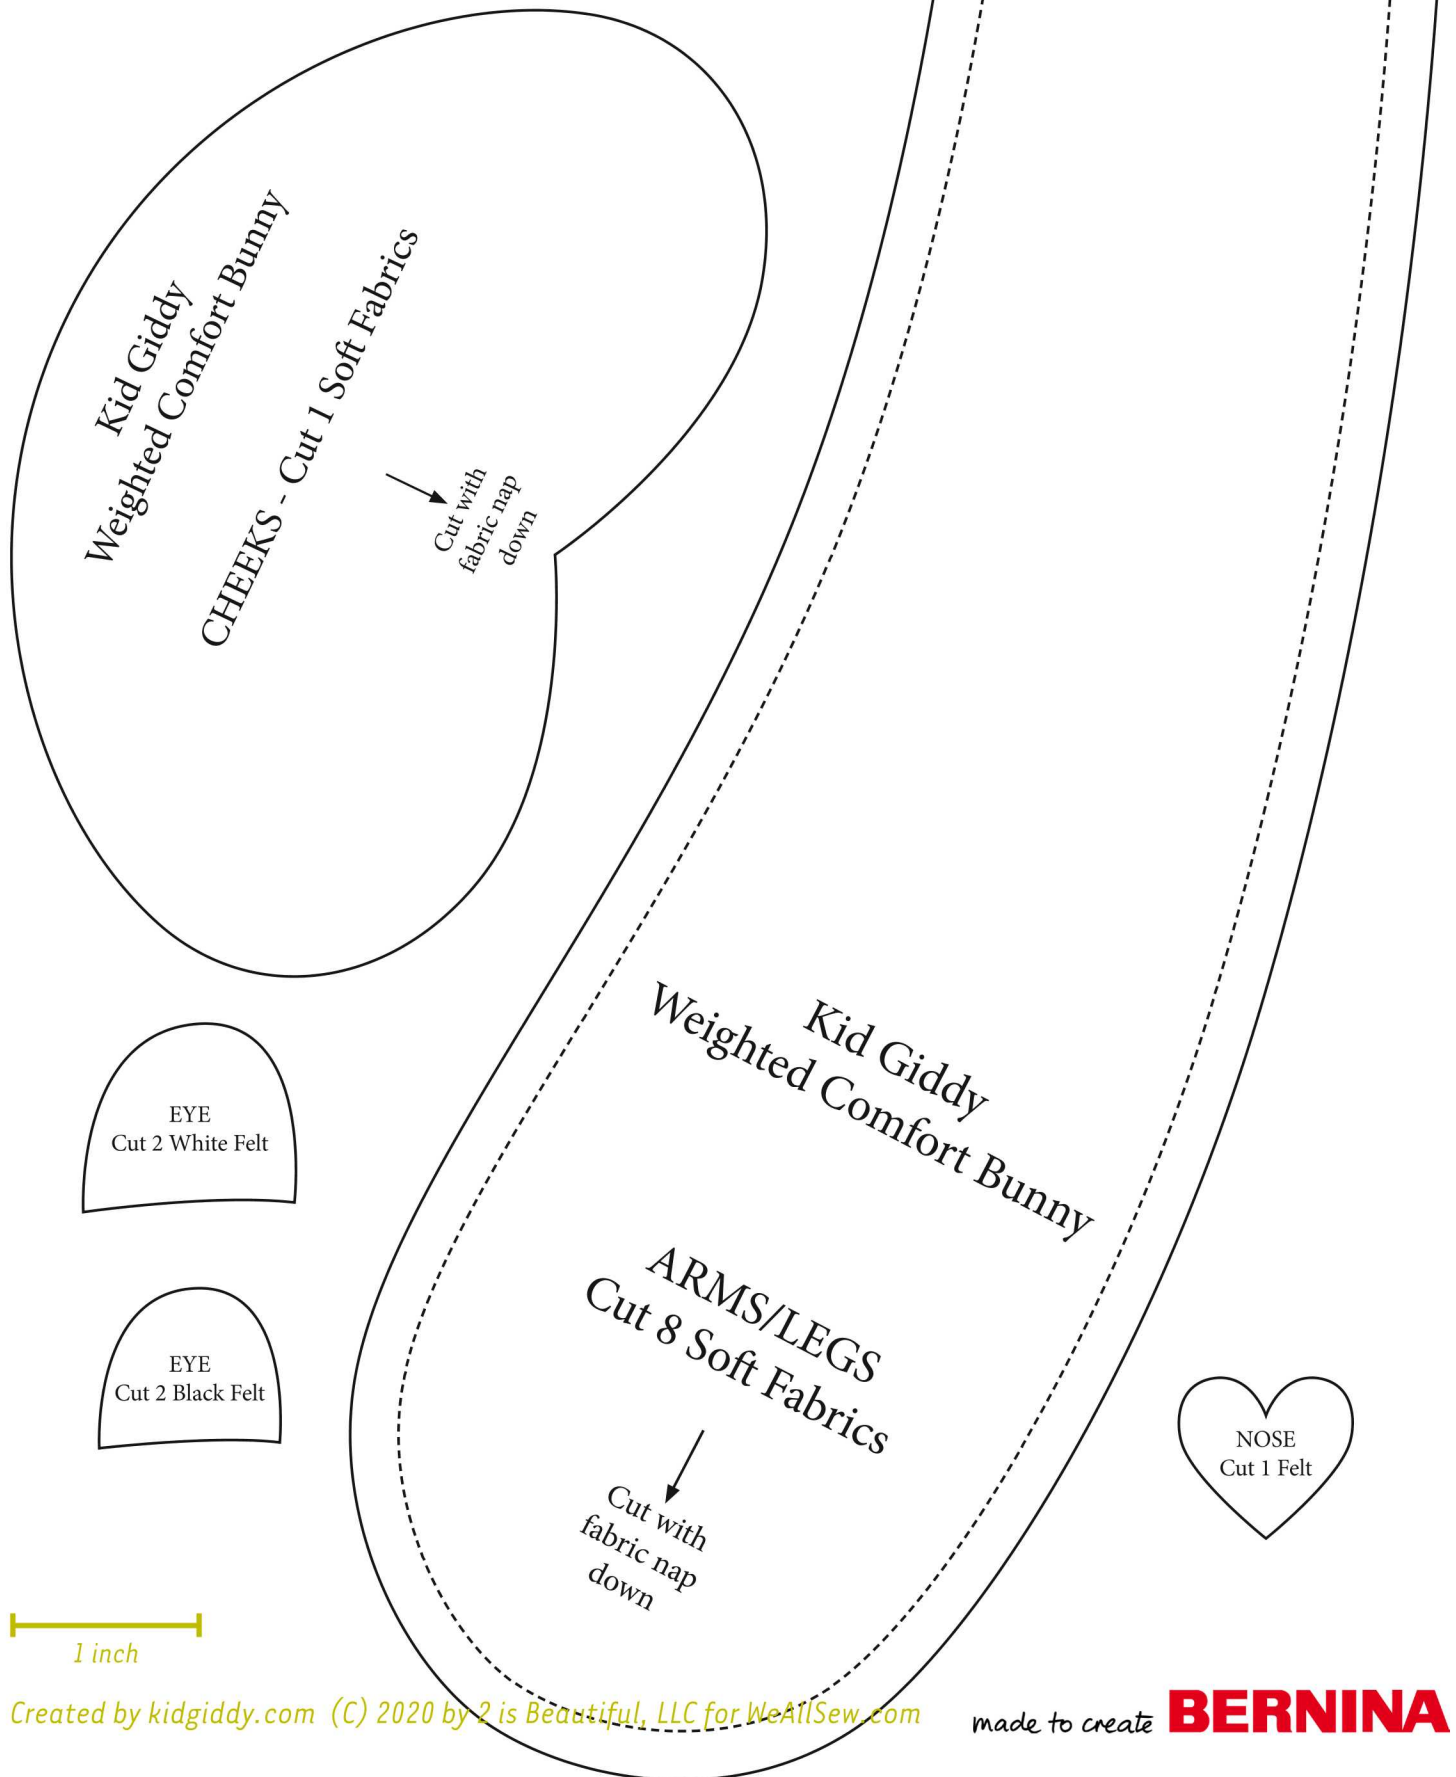 Kid Giddy
Weighted Comfort Bunny
CHEEKS - Cut 1 Soft Fabrics
Cut with
fabric nap
down
EYE
Cut 2 White Felt
EYE
Cut 2 Black Felt
Kid Giddy
Weighted Comfort Bunny
ARMS/LEGS
Cut 8 Soft Fabrics
Cut with
fabric nap
down
NOSE
Cut 1 Felt
1 inch
Created by kidgiddy.com (C) 2020 by 2 is Beautiful, LLC for WeAllSew.com
made to create BERNINA